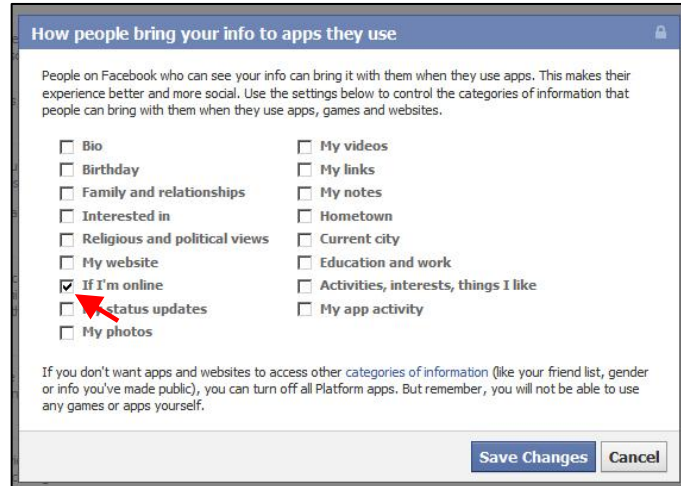 How people bring your info to apps they use
People on Facebook who can see your info can bring it with them when they use apps. This makes their
experience better and more social. Use the settings below to control the categories of information that
people can bring with them when they use apps, games and websites.
Bio
Birthday
Family and relationships
Interested in
Religious and political views
My website
If I'm online
My status updates
My photos
My videos
My links
My notes
Hometown
Current city
Education and work
Activities, interests, things I like
My app activity
If you don't want apps and websites to access other categories of information (like your friend list, gender
or info you've made public), you can turn off all Platform apps. But remember, you will not be able to use
any games or apps yourself.
Save Changes
Cancel